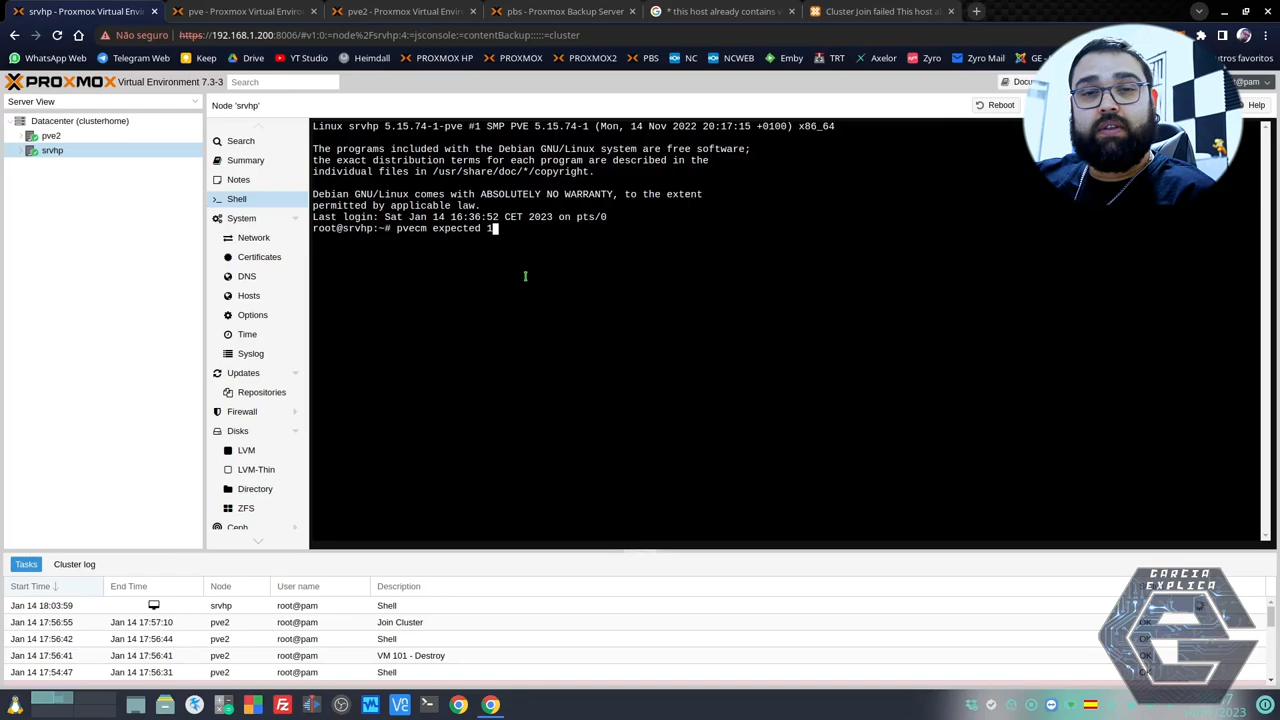 srvhp - Proxmox Virtual En
pve - Proxmox Virtual Enviro
pve2 - Proxmox Virtual Envir
pbs - Proxmox Backup Server
* this host already contains v
Cluster Join failed This host al
Não seguro
https://192.168.1.200:8006/#v1:0:=node%2Fsrvhp:4:=jsconsole=contentBackup:::::=cluster
WhatsApp Web
Telegram Web
Keep
Drive
YT Studio
Heimdall
PROXMOX HP
PROXMOX
PROXMOX2
PBS
NC
NCWEB
Emby
TRT
Axelor
Zyro
Zyro Mail
GE -
utros favoritos
PROXMOX Virtual Environment 7.3-3
Search
Docu
t@pam
Server View
Node 'srvhp'
Reboot
Help
Datacenter (clusterhome)
pve2
srvhp
Search
Summary
Notes
Shell
System
Network
Certificates
DNS
Hosts
Options
Time
Syslog
Updates
Repositories
Firewall
Disks
LVM
LVM-Thin
Directory
ZFS
Ceph
Linux srvhp 5.15.74-1-pve #1 SMP PVE 5.15.74-1 (Mon, 14 Nov 2022 20:17:15 +0100) x86_64
The programs included with the Debian GNU/Linux system are free software;
the exact distribution terms for each program are described in the
individual files in /usr/share/doc/*/copyright.
Debian GNU/Linux comes with ABSOLUTELY NO WARRANTY, to the extent
permitted by applicable law.
Last login: Sat Jan 14 16:36:52 CET 2023 on pts/0
root@srvhp:~# pvecm expected 1
Tasks
Cluster log
Start Time
End Time
Node
User name
Description
Jan 14 18:03:59
srvhp
root@pam
Shell
Jan 14 17:56:55
Jan 14 17:57:10
pve2
root@pam
Join Cluster
OK
Jan 14 17:56:42
Jan 14 17:56:44
pve2
root@pam
Shell
Jan 14 17:56:41
Jan 14 17:56:41
pve2
root@pam
VM 101 - Destroy
OK
Jan 14 17:54:47
Jan 14 17:56:31
pve2
root@pam
Shell
OK
GARCIA
EXPLICA